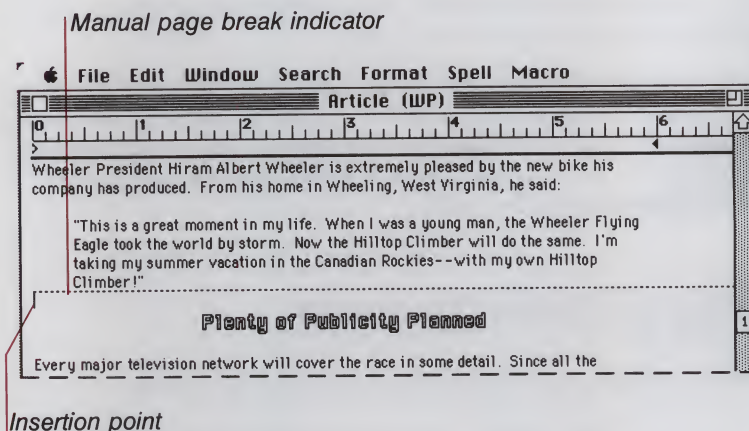 Manual page break indicator
File Edit Window Search Format Spell Macro
Article (WP)
0 1 2 3 4 5 6
Wheeler President Hiram Albert Wheeler is extremely pleased by the new bike his
company has produced. From his home in Wheeling, West Virginia, he said:
"This is a great moment in my life. When I was a young man, the Wheeler Flying
Eagle took the world by storm. Now the Hilltop Climber will do the same. I'm
taking my summer vacation in the Canadian Rockies--with my own Hilltop
Climber!"
Plenty of Publicity Planned
1
Every major television network will cover the race in some detail. Since all the
Insertion point